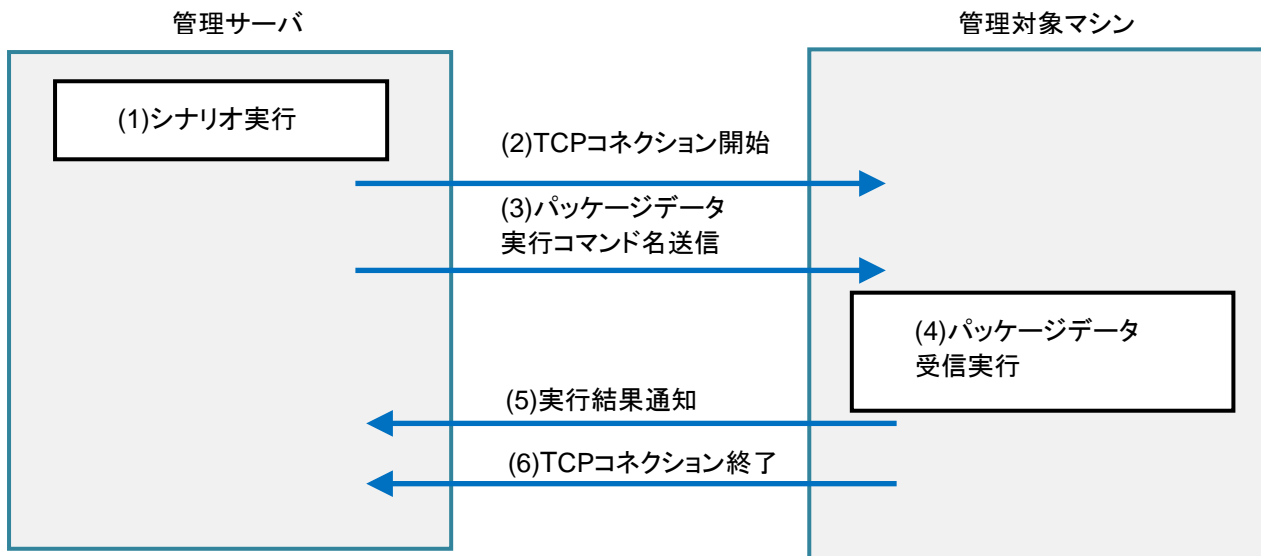 管理サーバ
管理対象マシン
(1)シナリオ実行
(2)TCPコネクション開始
(3)パッケージデータ
実行コマンド名送信
(4)パッケージデータ
受信実行
(5)実行結果通知
(6)TCPコネクション終了